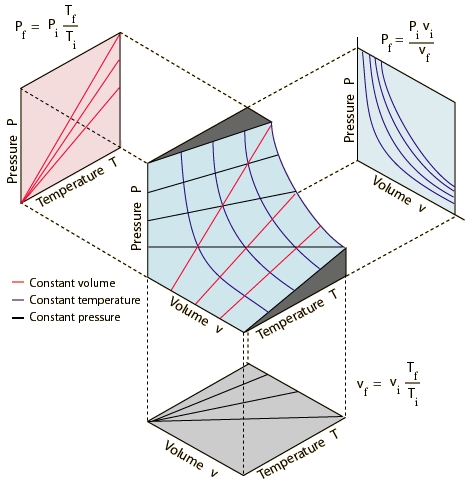 P_f = P_i T_f / T_i
P_f = P_i v_i / v_f
Pressure P
Temperature T
Pressure P
Volume v
Pressure P
Volume v
Temperature T
Constant volume
Constant temperature
Constant pressure
v_f = v_i T_f / T_i
Volume v
Temperature T